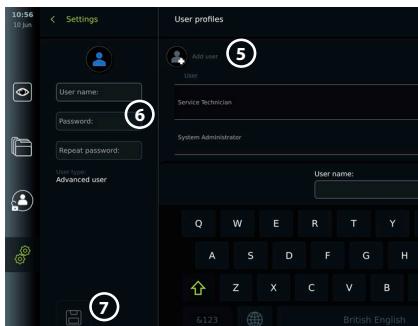 10:56
10 Jun
Settings
User profiles
5
Add user
User
User name:
Service Technician
6
Password:
System Administrator
Repeat password:
User type:
Advanced user
User name:
Q W E R T Y
A S D F G H
Z X C V B
7
&123
British English